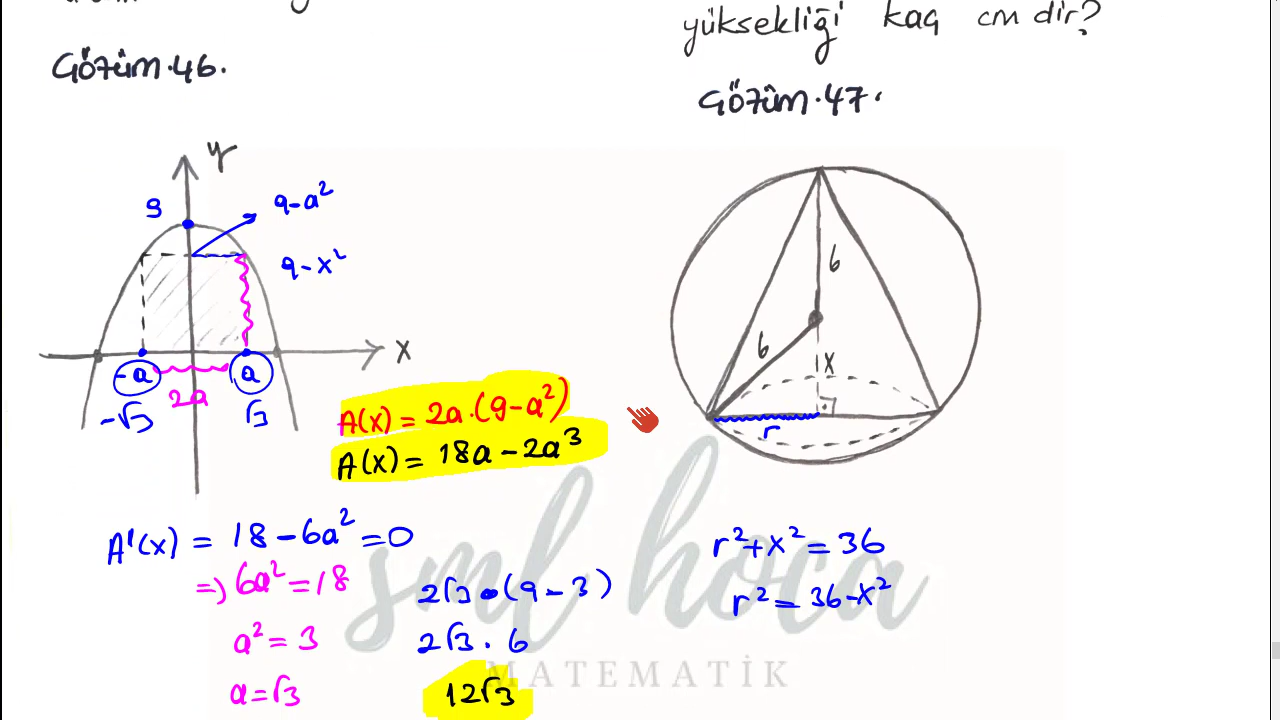 yüksekliği kaç cm dir?
Çözüm.46.
y
9
9-a²
9-x²
x
-a
a
2a
-√3
√3
A(x) = 2a.(9-a²)
A(x) = 18a - 2a³
A'(x) = 18 - 6a² = 0
=> 6a² = 18
a² = 3
a = √3
2√3 . (9 - 3)
2√3 . 6
12√3
Çözüm.47.
6
6
x
r
r² + x² = 36
r² = 36 - x²
sml hoca
MATEMATİK